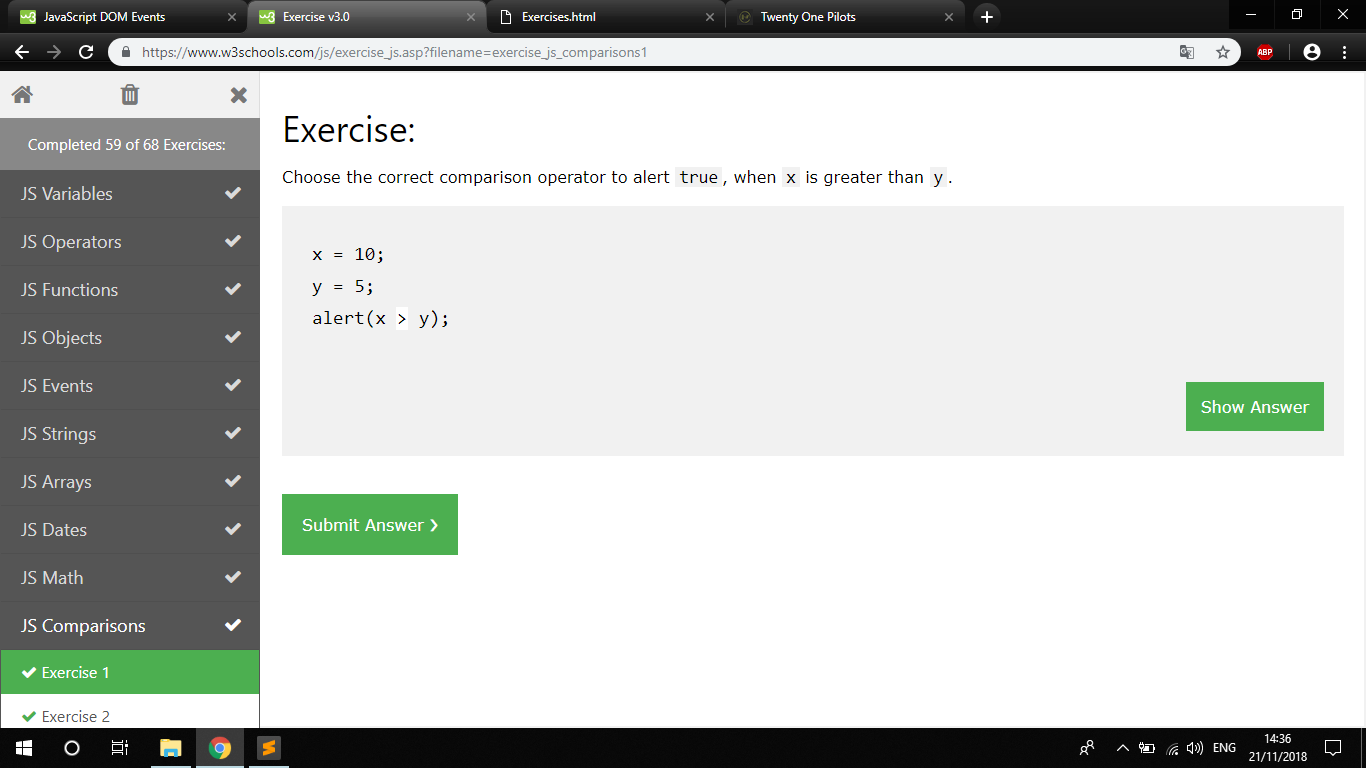 JavaScript DOM Events
Exercise v3.0
Exercises.html
Twenty One Pilots
https://www.w3schools.com/js/exercise_js.asp?filename=exercise_js_comparisons1
ABP
Completed 59 of 68 Exercises:
JS Variables
JS Operators
JS Functions
JS Objects
JS Events
JS Strings
JS Arrays
JS Dates
JS Math
JS Comparisons
Exercise 1
Exercise 2
Exercise:
Choose the correct comparison operator to alert true, when x is greater than y.
x = 10;
y = 5;
alert(x > y);
Show Answer
Submit Answer ❯
ENG
14:36
21/11/2018